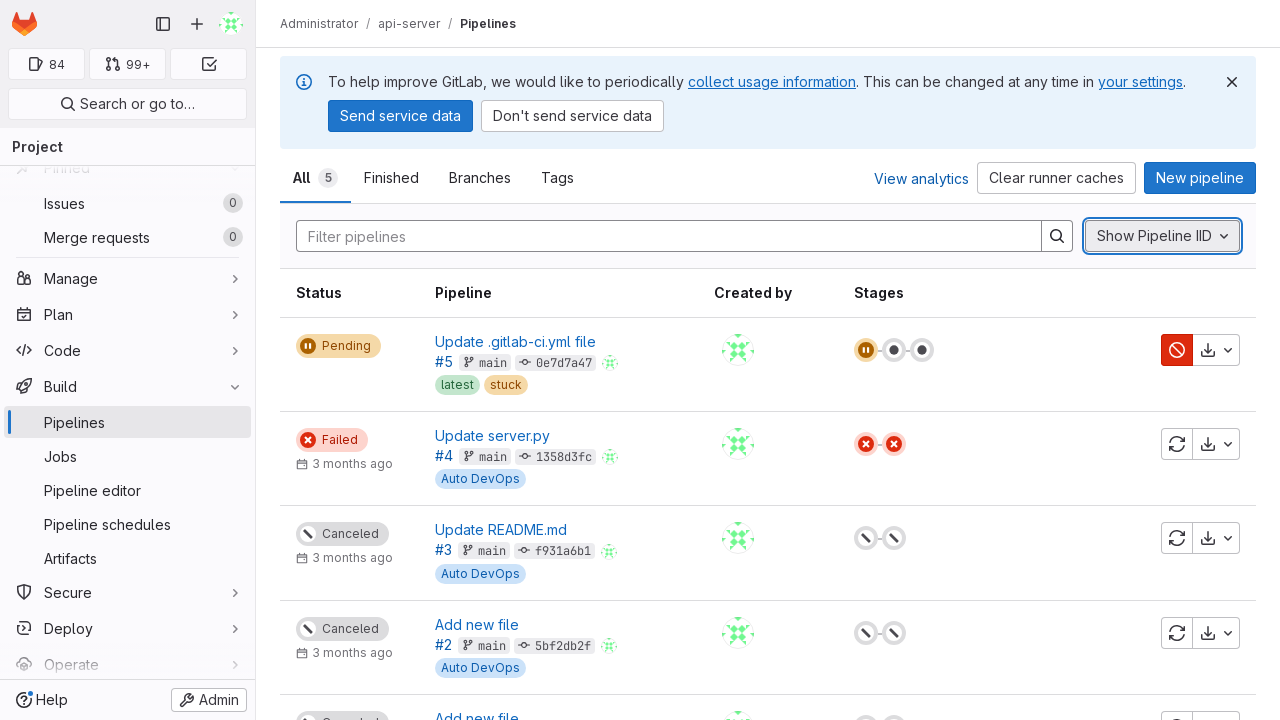 Administrator / api-server / Pipelines
84 99+
Search or go to…
Project
Pinned
Issues 0
Merge requests 0
Manage
Plan
Code
Build
Pipelines
Jobs
Pipeline editor
Pipeline schedules
Artifacts
Secure
Deploy
Operate
Help Admin
To help improve GitLab, we would like to periodically collect usage information. This can be changed at any time in your settings.
Send service data Don't send service data
All 5 Finished Branches Tags View analytics Clear runner caches New pipeline
Filter pipelines Show Pipeline IID
Status Pipeline Created by Stages
Pending Update .gitlab-ci.yml file
#5 main 0e7d7a47
latest stuck
Failed Update server.py
3 months ago #4 main 1358d3fc
Auto DevOps
Canceled Update README.md
3 months ago #3 main f931a6b1
Auto DevOps
Canceled Add new file
3 months ago #2 main 5bf2db2f
Auto DevOps
Canceled Add new file